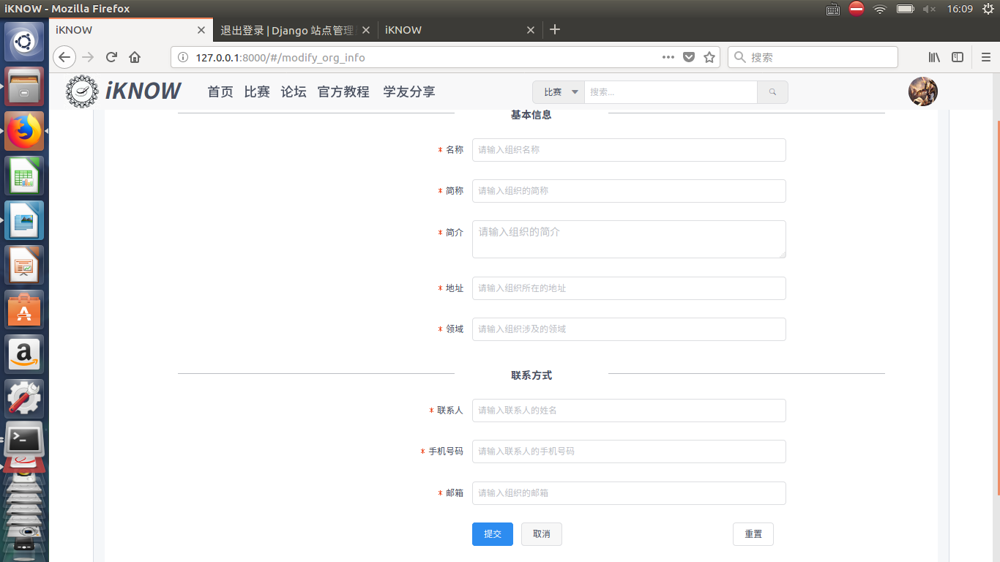 iKNOW - Mozilla Firefox
16:09
iKNOW
退出登录 | Django 站点管理
iKNOW
127.0.0.1:8000/#/modify_org_info
搜索
iKNOW
首页 比赛 论坛 官方教程 学友分享
比赛
搜索...
基本信息
* 名称
请输入组织名称
* 简称
请输入组织的简称
* 简介
请输入组织的简介
* 地址
请输入组织所在的地址
* 领域
请输入组织涉及的领域
联系方式
* 联系人
请输入联系人的姓名
* 手机号码
请输入联系人的手机号码
* 邮箱
请输入组织的邮箱
提交 取消 重置